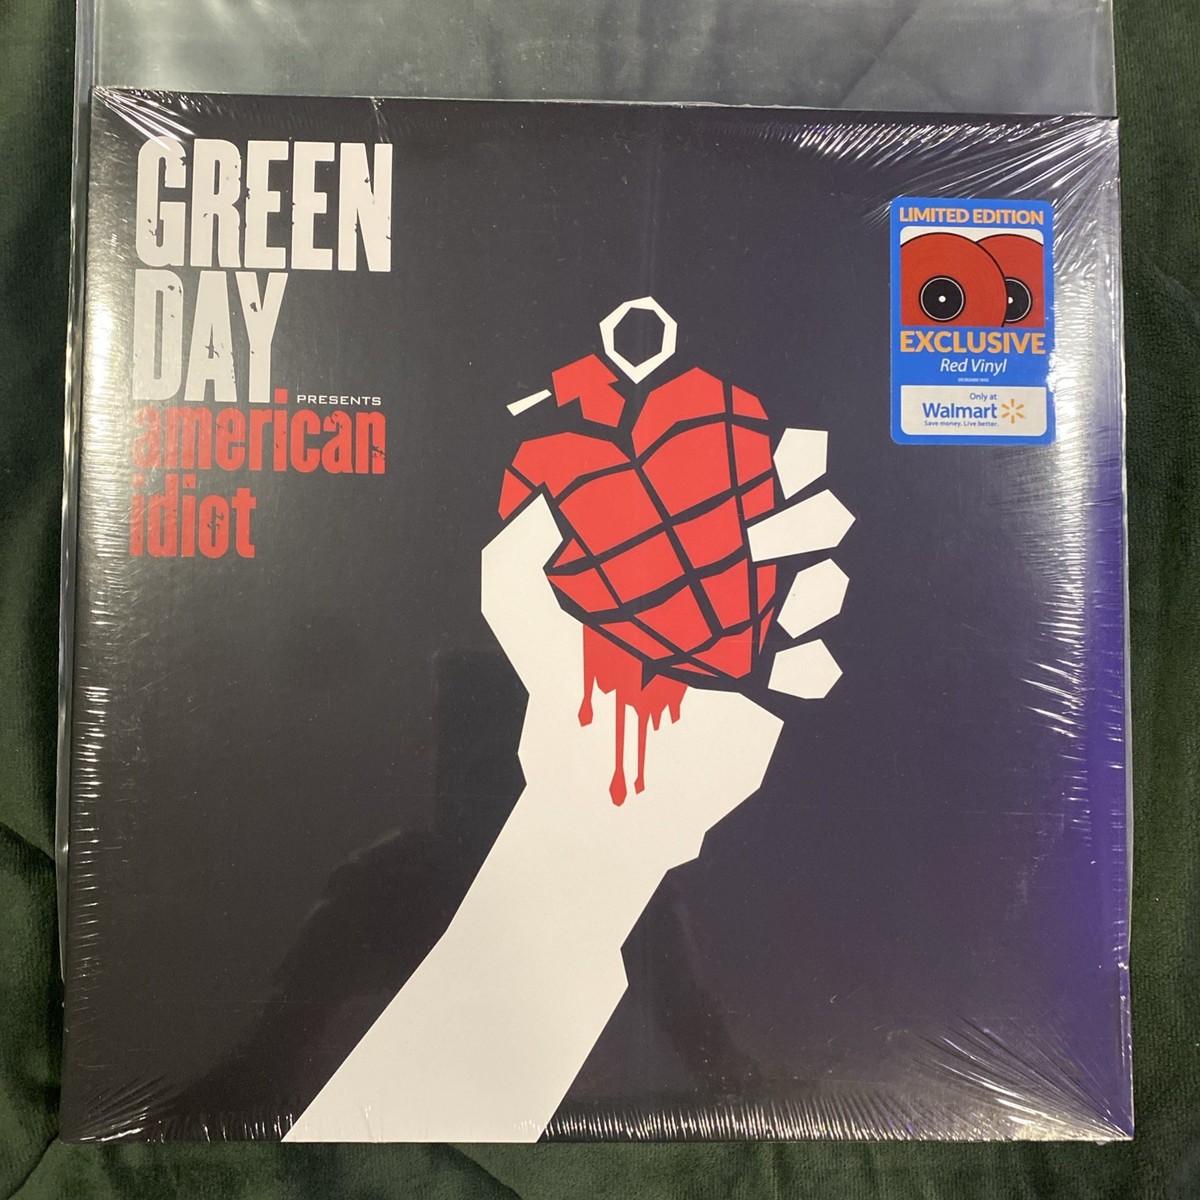 GREEN
DAY
PRESENTS
american
idiot
LIMITED EDITION
EXCLUSIVE
Red Vinyl
Only at
Walmart
Save money. Live better.